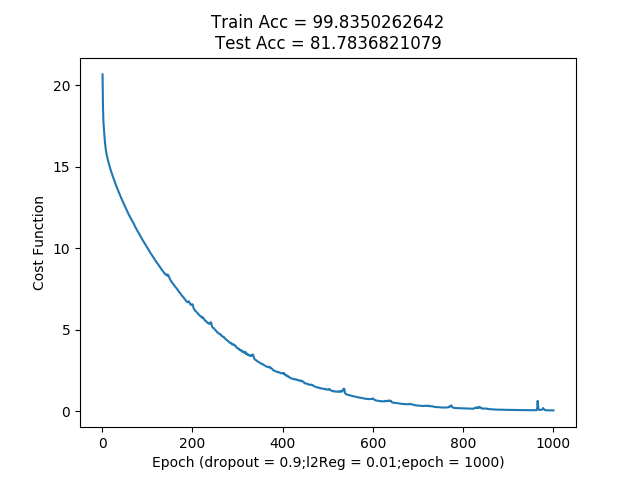 Train Acc = 99.8350262642
Test Acc = 81.7836821079
20
15
10
5
0
Cost Function
0 200 400 600 800 1000
Epoch (dropout = 0.9;l2Reg = 0.01;epoch = 1000)